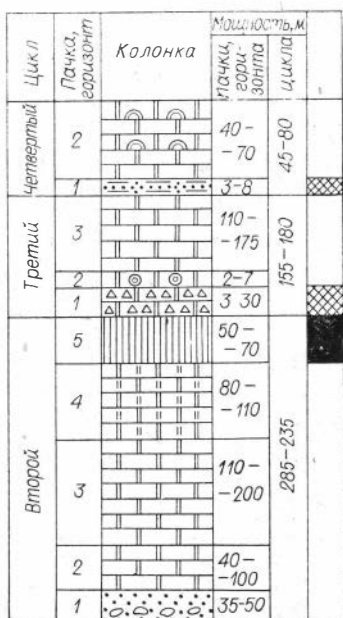 Цикл
Пачка, горизонт
Колонка
Мощность, м
Пачки, гори-
зонта
цикла
Четвертый
2
40–
–70
45–80
1
3–8
Третий
3
110–
–175
155–180
2
2–7
1
3 30
Второй
5
50–
–70
285–235
4
80–
–110
3
110–
–200
2
40–
–100
1
35-50